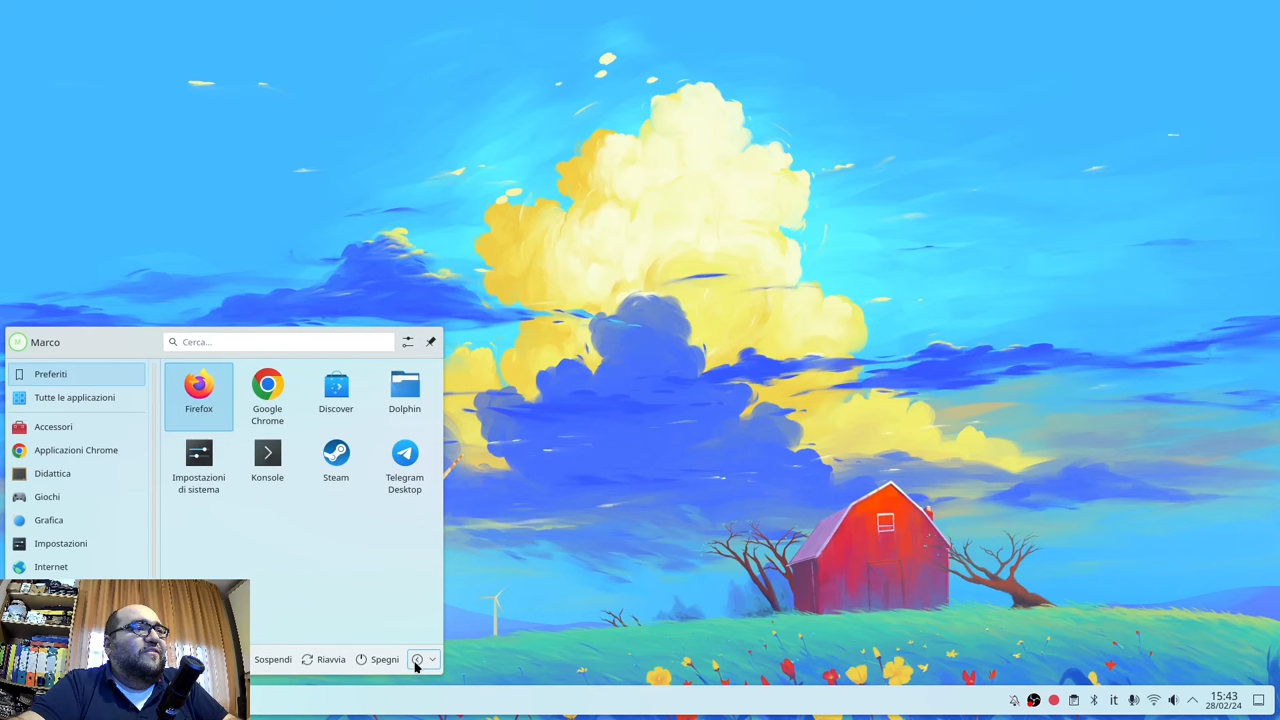 M
Marco
Cerca...
Preferiti
Tutte le applicazioni
Accessori
Applicazioni Chrome
Didattica
Giochi
Grafica
Impostazioni
Internet
Firefox
Google
Chrome
Discover
Dolphin
Impostazioni
di sistema
Konsole
Steam
Telegram
Desktop
Sospendi
Riavvia
Spegni
it
15:43
28/02/24